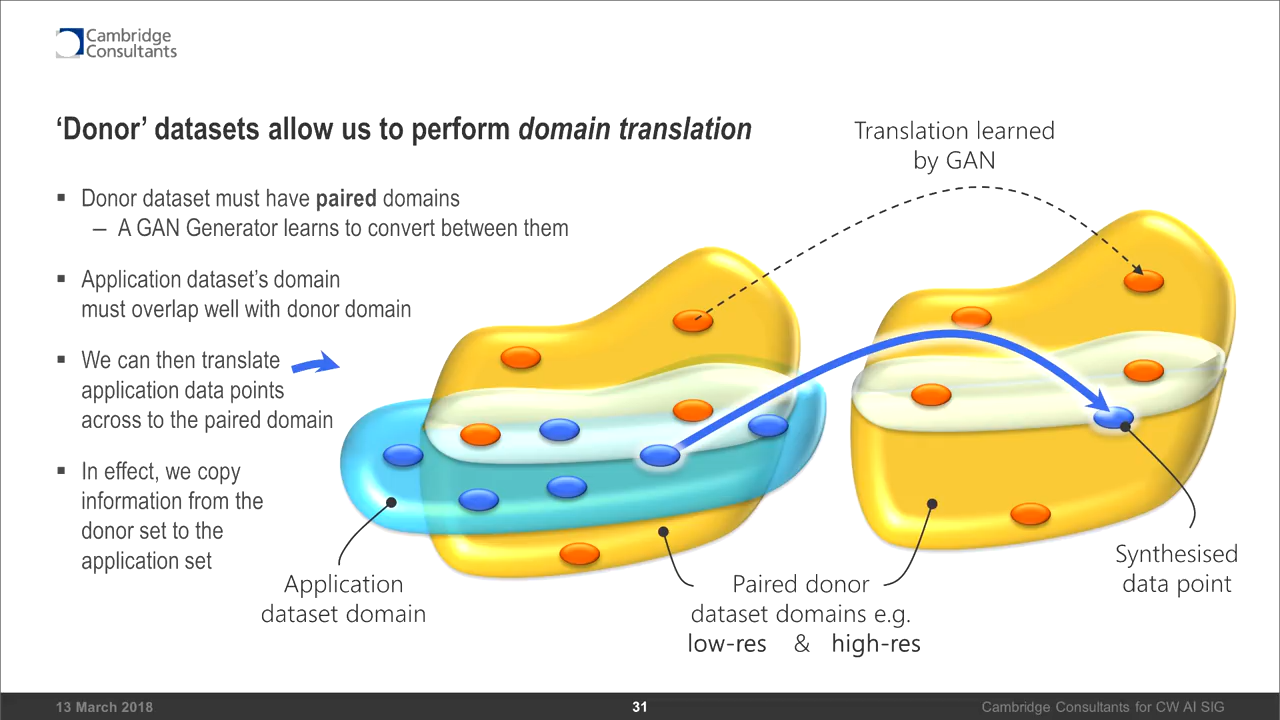 Cambridge
Consultants
‘Donor’ datasets allow us to perform domain translation
▪ Donor dataset must have paired domains
– A GAN Generator learns to convert between them
▪ Application dataset’s domain
must overlap well with donor domain
▪ We can then translate
application data points
across to the paired domain
▪ In effect, we copy
information from the
donor set to the
application set
Translation learned
by GAN
Application
dataset domain
Paired donor
dataset domains e.g.
low-res & high-res
Synthesised
data point
13 March 2018
31
Cambridge Consultants for CW AI SIG